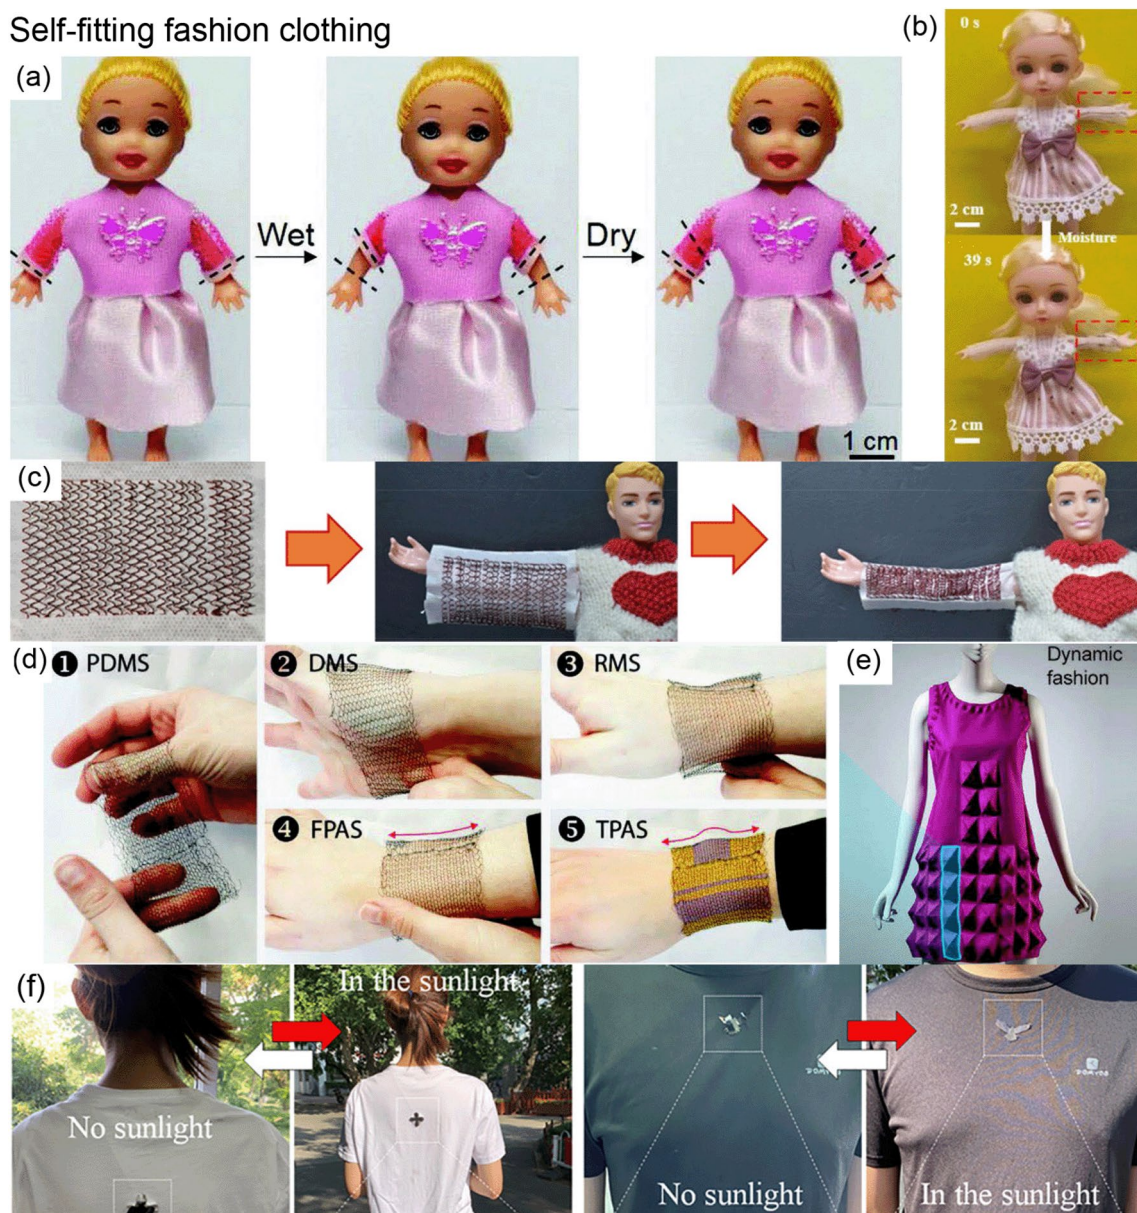 Self-fitting fashion clothing
(a)
Wet
Dry
1 cm
(b)
0 s
2 cm
Moisture
39 s
2 cm
(c)
(d)
1 PDMS
2 DMS
3 RMS
4 FPAS
5 TPAS
(e)
Dynamic
fashion
(f)
No sunlight
In the sunlight
No sunlight
DOMYOS
In the sunlight